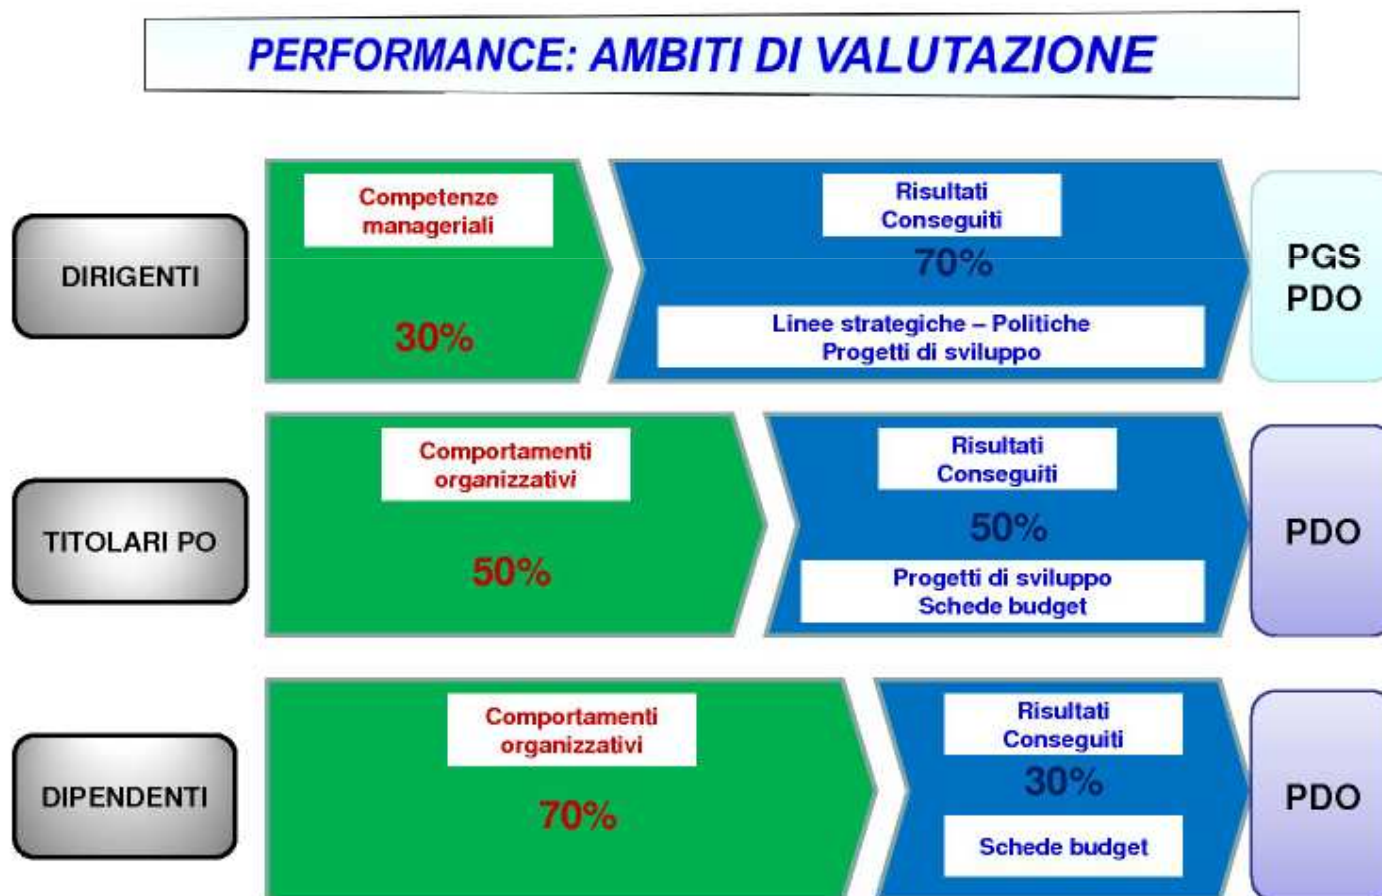 PERFORMANCE: AMBITI DI VALUTAZIONE
DIRIGENTI
Competenze
manageriali
30%
Risultati
Conseguiti
70%
Linee strategiche – Politiche
Progetti di sviluppo
PGS
PDO
TITOLARI PO
Comportamenti
organizzativi
50%
Risultati
Conseguiti
50%
Progetti di sviluppo
Schede budget
PDO
DIPENDENTI
Comportamenti
organizzativi
70%
Risultati
Conseguiti
30%
Schede budget
PDO